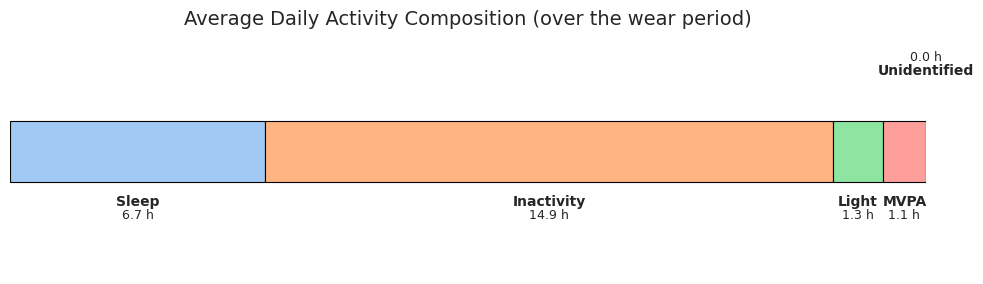 Average Daily Activity Composition (over the wear period)
0.0 h
Unidentified
Sleep
6.7 h
Inactivity
14.9 h
Light
1.3 h
MVPA
1.1 h